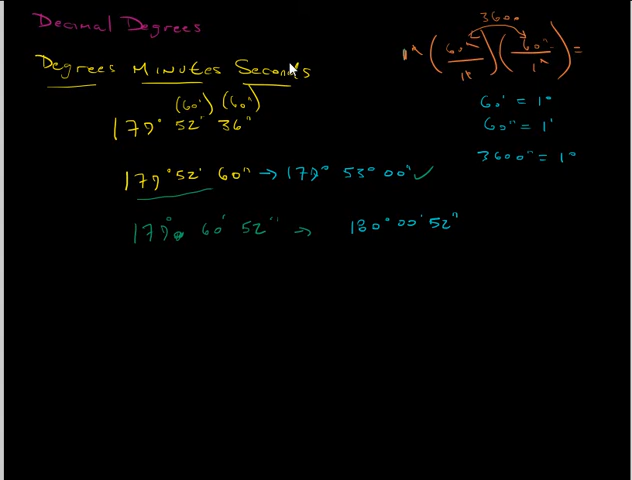 Decimal Degrees
Degrees Minutes Seconds
(60') (60")
179° 52" 36"
179° 52' 60" → 179° 53° 00" ✓
179° 60' 52" → 180° 00' 52"
3600
1° (60' / 1°) (60" / 1') =
60' = 1°
60" = 1'
3600" = 1°